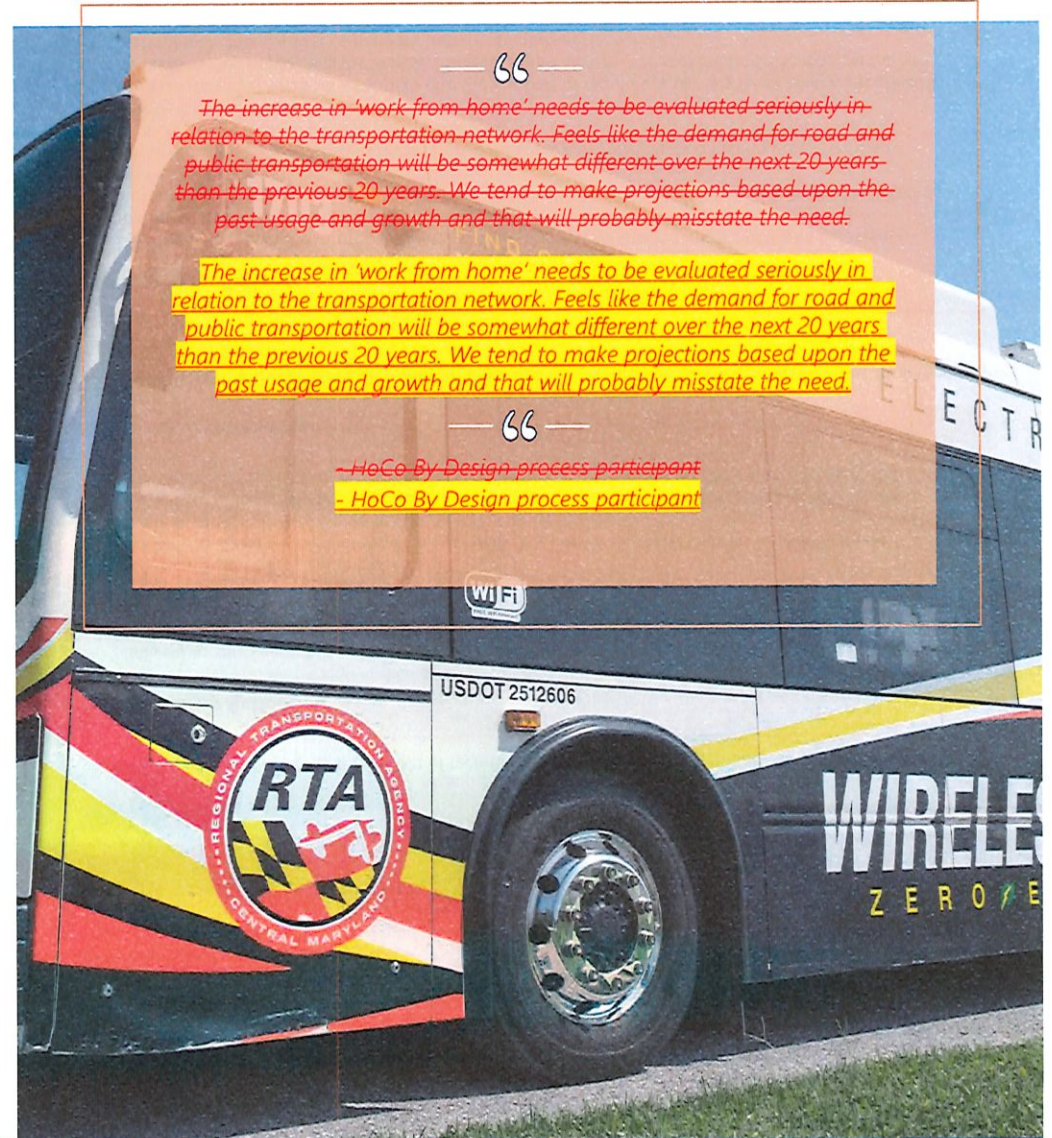 “
The increase in ‘work from home’ needs to be evaluated seriously in
relation to the transportation network. Feels like the demand for road and
public transportation will be somewhat different over the next 20 years
than the previous 20 years. We tend to make projections based upon the
past usage and growth and that will probably misstate the need.
The increase in ‘work from home’ needs to be evaluated seriously in
relation to the transportation network. Feels like the demand for road and
public transportation will be somewhat different over the next 20 years
than the previous 20 years. We tend to make projections based upon the
past usage and growth and that will probably misstate the need.
“
- HoCo By Design process participant
- HoCo By Design process participant
FIND
ELECTR
Wi Fi
USDOT 2512606
REGIONAL TRANSPORTATION AGENCY
RTA
CENTRAL MARYLAND
WIRELES
ZERO E